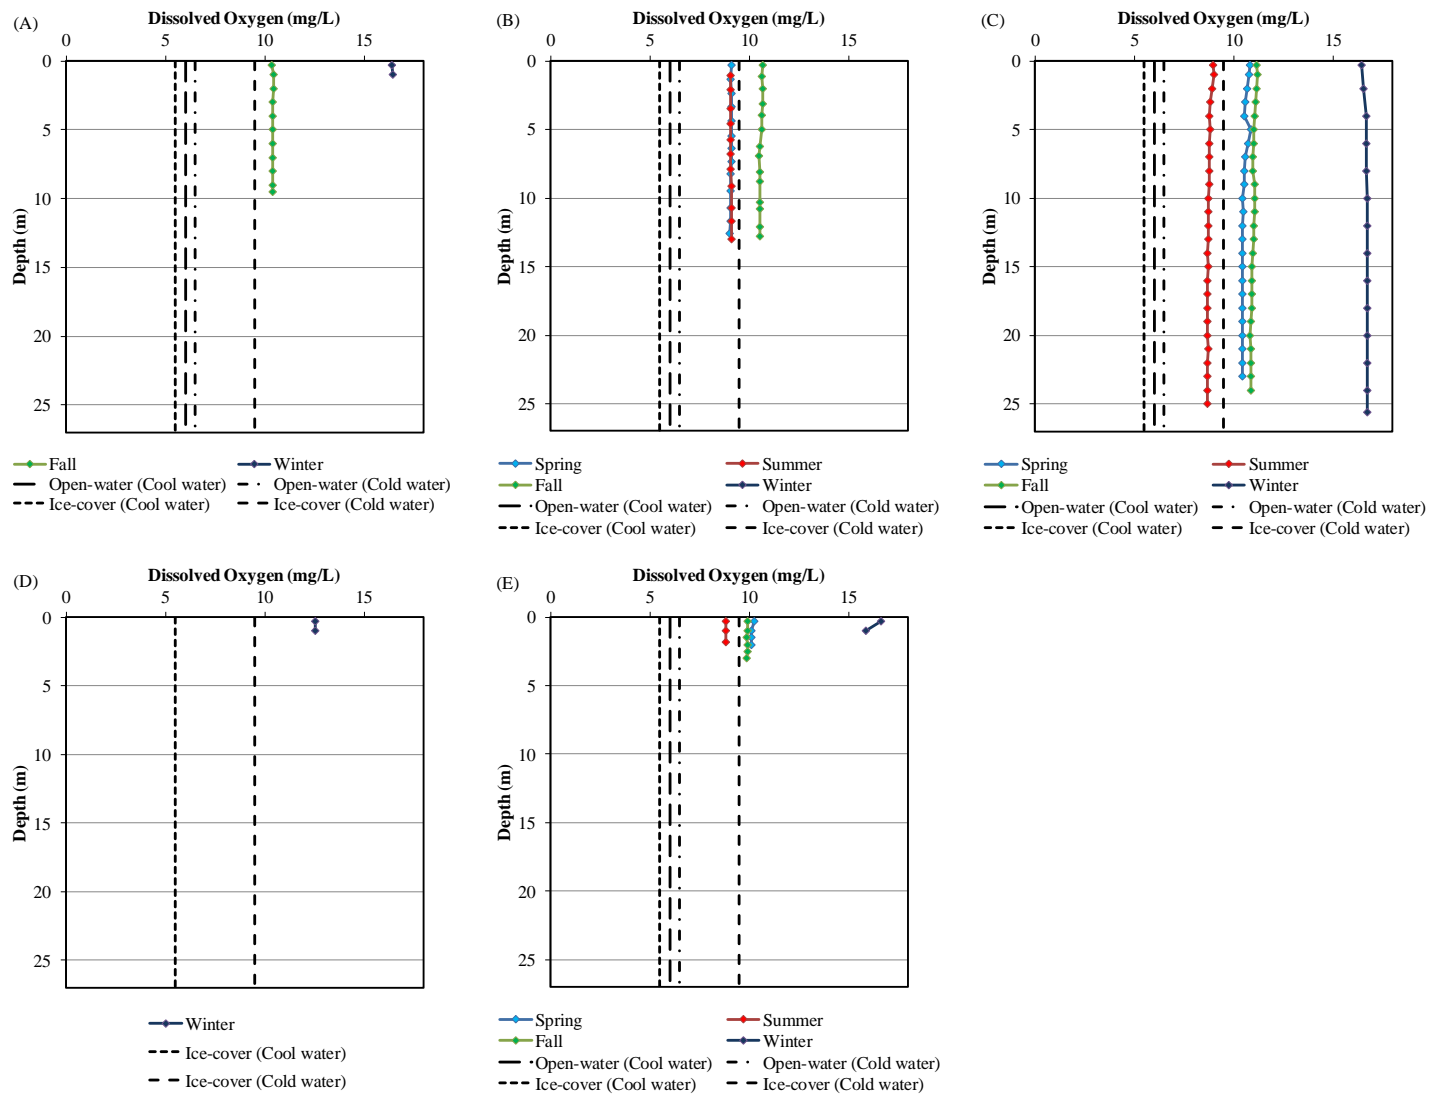 (A)
Dissolved Oxygen (mg/L)
0 5 10 15
0
5
10
15
20
25
Depth (m)
Fall Winter
Open-water (Cool water) Open-water (Cold water)
Ice-cover (Cool water) Ice-cover (Cold water)
(B)
Dissolved Oxygen (mg/L)
0 5 10 15
0
5
10
15
20
25
Depth (m)
Spring Summer
Fall Winter
Open-water (Cool water) Open-water (Cold water)
Ice-cover (Cool water) Ice-cover (Cold water)
(C)
Dissolved Oxygen (mg/L)
0 5 10 15
0
5
10
15
20
25
Depth (m)
Spring Summer
Fall Winter
Open-water (Cool water) Open-water (Cold water)
Ice-cover (Cool water) Ice-cover (Cold water)
(D)
Dissolved Oxygen (mg/L)
0 5 10 15
0
5
10
15
20
25
Depth (m)
Winter
Ice-cover (Cool water)
Ice-cover (Cold water)
(E)
Dissolved Oxygen (mg/L)
0 5 10 15
0
5
10
15
20
25
Depth (m)
Spring Summer
Fall Winter
Open-water (Cool water) Open-water (Cold water)
Ice-cover (Cool water) Ice-cover (Cold water)